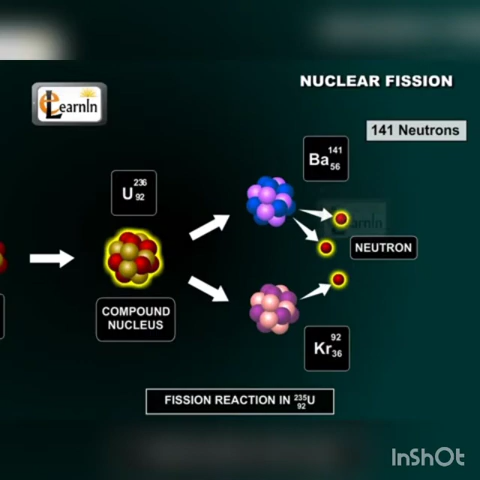 NUCLEAR FISSION
eLearnIn
141 Neutrons
Ba 141 56
U 236 92
LearnIn
NEUTRON
COMPOUND
NUCLEUS
Kr 92 36
FISSION REACTION IN 235 92 U
InShOt